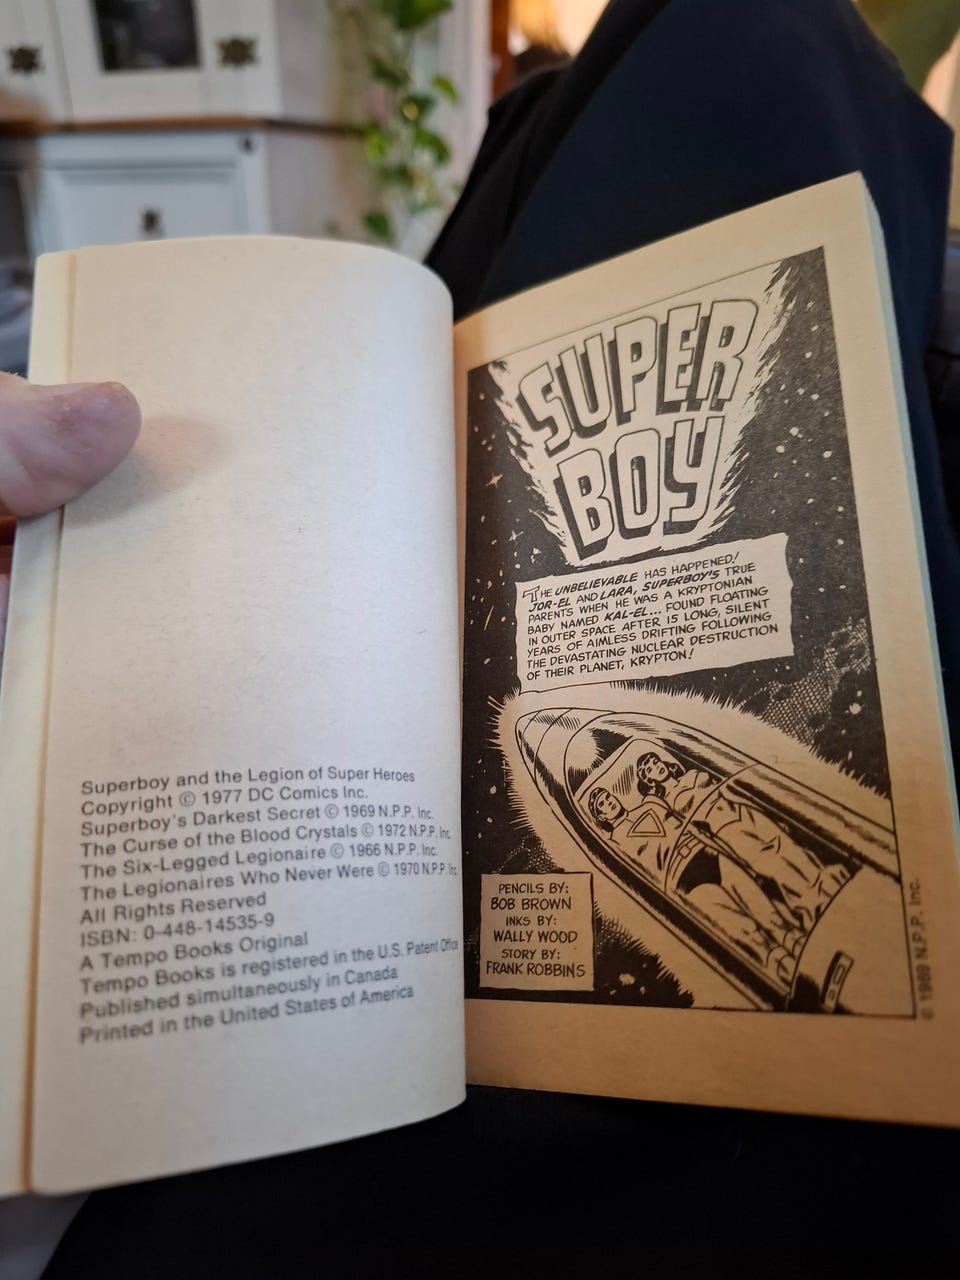 Superboy and the Legion of Super Heroes
Copyright © 1977 DC Comics Inc.
Superboy's Darkest Secret © 1969 N.P.P. Inc.
The Curse of the Blood Crystals © 1972 N.P.P. Inc.
The Six-Legged Legionaire © 1966 N.P.P. Inc.
The Legionaires Who Never Were © 1970 N.P.P. Inc.
All Rights Reserved
ISBN: 0-448-14535-9
A Tempo Books Original
Tempo Books is registered in the U.S. Patent Office
Published simultaneously in Canada
Printed in the United States of America
SUPER
BOY
THE UNBELIEVABLE HAS HAPPENED!
JOR-EL AND LARA, SUPERBOY'S TRUE
PARENTS WHEN HE WAS A KRYPTONIAN
BABY NAMED KAL-EL... FOUND FLOATING
IN OUTER SPACE AFTER 15 LONG, SILENT
YEARS OF AIMLESS DRIFTING FOLLOWING
THE DEVASTATING NUCLEAR DESTRUCTION
OF THEIR PLANET, KRYPTON!
PENCILS BY:
BOB BROWN
INKS BY:
WALLY WOOD
STORY BY:
FRANK ROBBINS
© 1969 N.P.P. Inc.